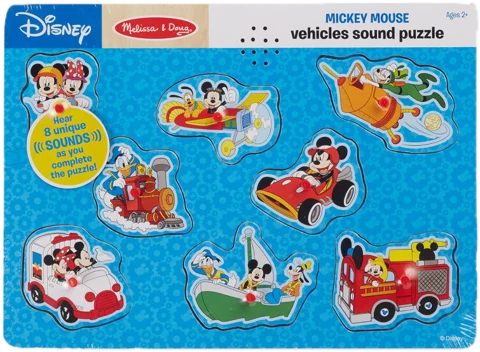 Disney
Melissa & Doug
MICKEY MOUSE
vehicles sound puzzle
Ages 2+
Hear
8 unique
SOUNDS
as you
complete
the puzzle!
© Disney